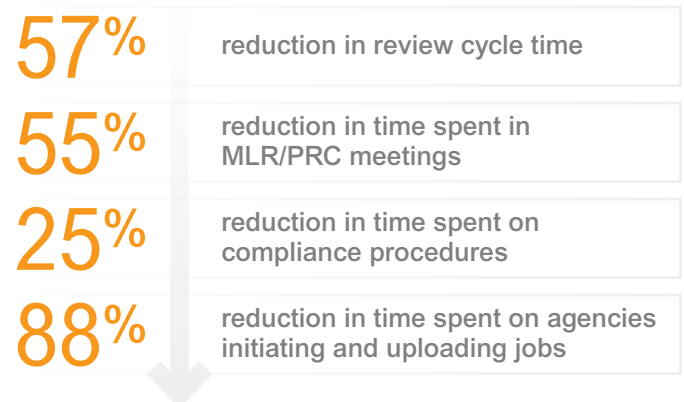 57%
reduction in review cycle time
55%
reduction in time spent in
MLR/PRC meetings
25%
reduction in time spent on
compliance procedures
88%
reduction in time spent on agencies
initiating and uploading jobs